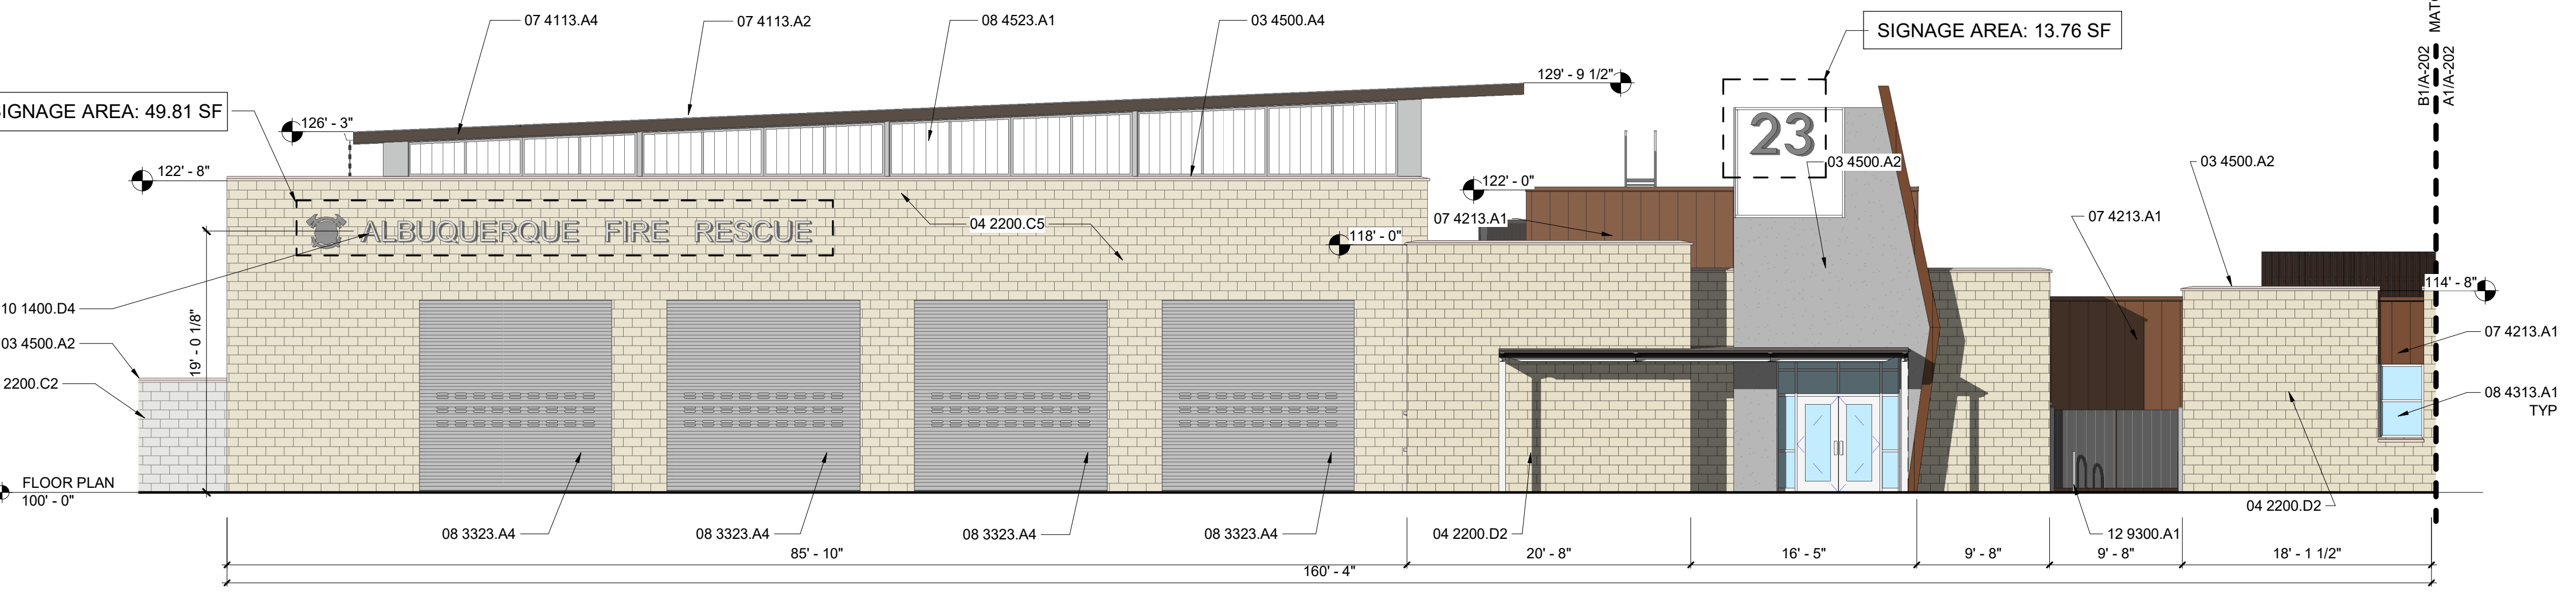 07 4113.A4
07 4113.A2
08 4523.A1
03 4500.A4
SIGNAGE AREA: 13.76 SF
B1/A-202
A1/A-202
SIGNAGE AREA: 49.81 SF
126' - 3"
129' - 9 1/2"
23
03 4500.A2
03 4500.A2
122' - 8"
122' - 0"
07 4213.A1
07 4213.A1
04 2200.C5
ALBUQUERQUE FIRE RESCUE
118' - 0"
114' - 8"
10 1400.D4
19' - 0 1/8"
03 4500.A2
2200.C2
07 4213.A1
08 4313.A1
TYP
FLOOR PLAN
100' - 0"
08 3323.A4
08 3323.A4
08 3323.A4
08 3323.A4
04 2200.D2
12 9300.A1
04 2200.D2
85' - 10"
20' - 8"
16' - 5"
9' - 8"
9' - 8"
18' - 1 1/2"
160' - 4"